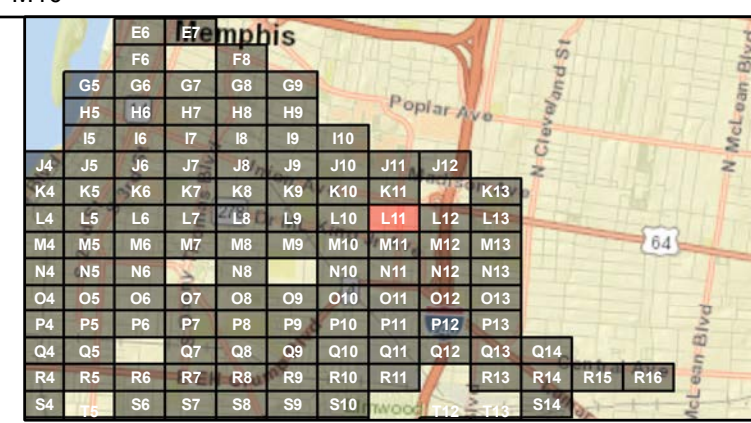 E6 E7 Memphis
F6 F8
G5 G6 G7 G8 G9
Poplar Ave
H5 H6 H7 H8 H9
I5 I6 I7 I8 I9 I10
N Cleveland St
N McLean Blvd
J4 J5 J6 J7 J8 J9 J10 J11 J12
K4 K5 K6 K7 K8 K9 K10 K11 K13
L4 L5 L6 L7 L8 L9 L10 L11 L12 L13
M4 M5 M6 M7 M8 M9 M10 M11 M12 M13
64
N4 N5 N6 N8 N10 N11 N12 N13
O4 O5 O6 O7 O8 O9 O10 O11 O12 O13
P4 P5 P6 P7 P8 P9 P10 P11 P12 P13
Q4 Q5 Q7 Q8 Q9 Q10 Q11 Q12 Q13 Q14
Central Ave
McLean Blvd
R4 R5 R6 R7 R8 R9 R10 R11 R13 R14 R15 R16
S4 T5 S6 S7 S8 S9 S10 T12 T13 S14